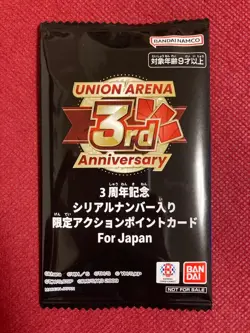 BANDAI NAMCO
対象年齢9才以上
UNION ARENA
3rd
Anniversary
3周年記念
シリアルナンバー入り
限定アクションポイントカード
For Japan
BANDAI
NOT FOR SALE